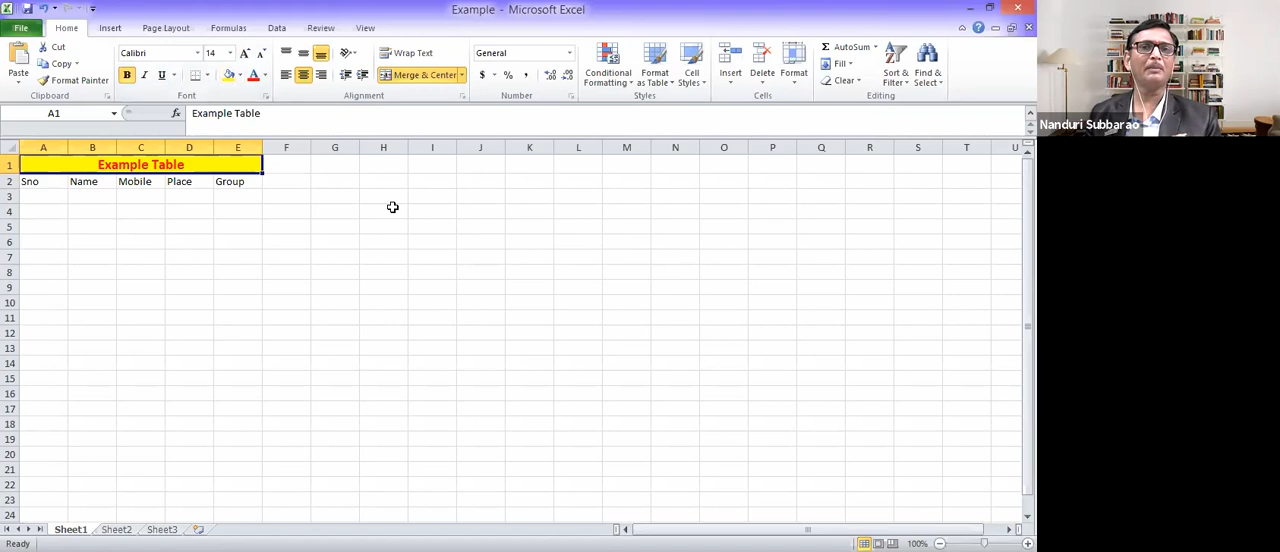 Example - Microsoft Excel
File Home Insert Page Layout Formulas Data Review View
Paste Cut Copy Format Painter
Calibri 14
B I U A
Wrap Text
Merge & Center
General
$ % ,
Conditional Formatting Format as Table Cell Styles
Insert Delete Format
AutoSum Fill Clear
Sort & Filter Find & Select
Clipboard Font Alignment Number Styles Cells Editing
A1 fx Example Table
A B C D E F G H I J K L M N O P Q R S T U
1 Example Table
2 Sno Name Mobile Place Group
3
4
5
6
7
8
9
10
11
12
13
14
15
16
17
18
19
20
21
22
23
24
Sheet1 Sheet2 Sheet3
Ready 100%
Nanduri Subbarao